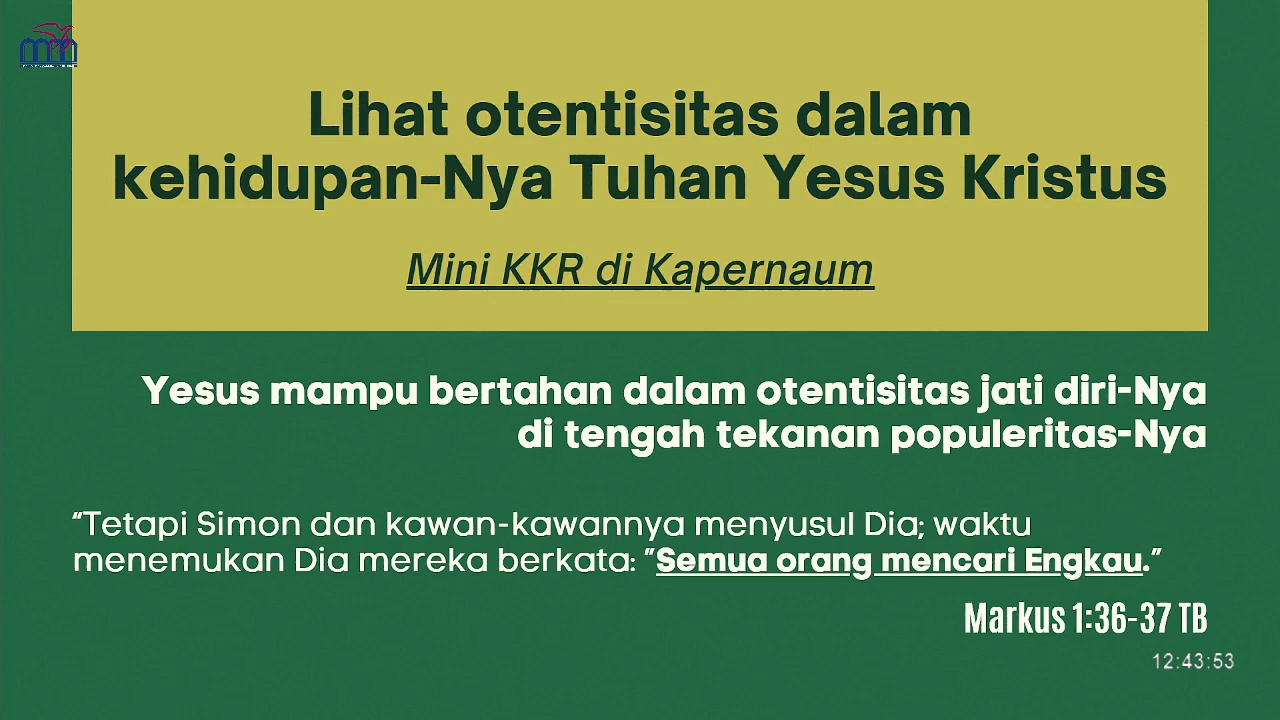 Lihat otentisitas dalam
kehidupan-Nya Tuhan Yesus Kristus
Mini KKR di Kapernaum
Yesus mampu bertahan dalam otentisitas jati diri-Nya
di tengah tekanan populeritas-Nya
“Tetapi Simon dan kawan-kawannya menyusul Dia; waktu
menemukan Dia mereka berkata: ”Semua orang mencari Engkau.”
Markus 1:36-37 TB
12:43:53